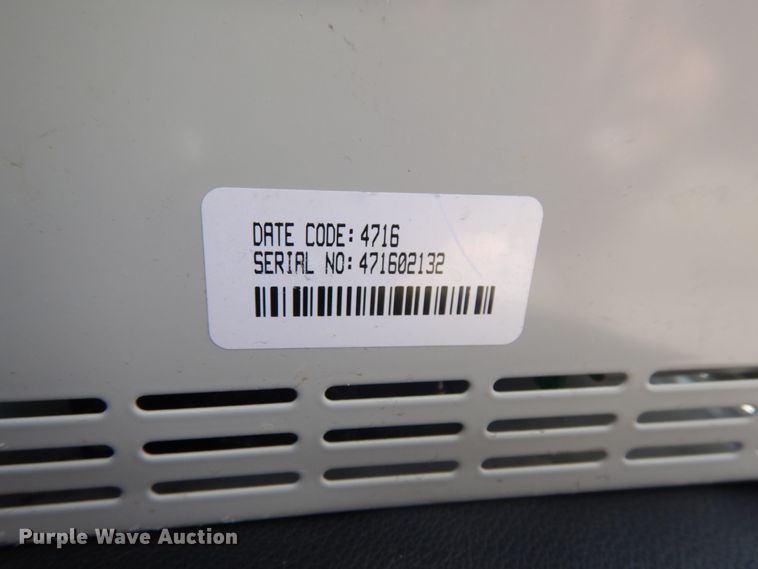 DATE CODE: 4716
SERIAL NO: 471602132
Purple Wave Auction